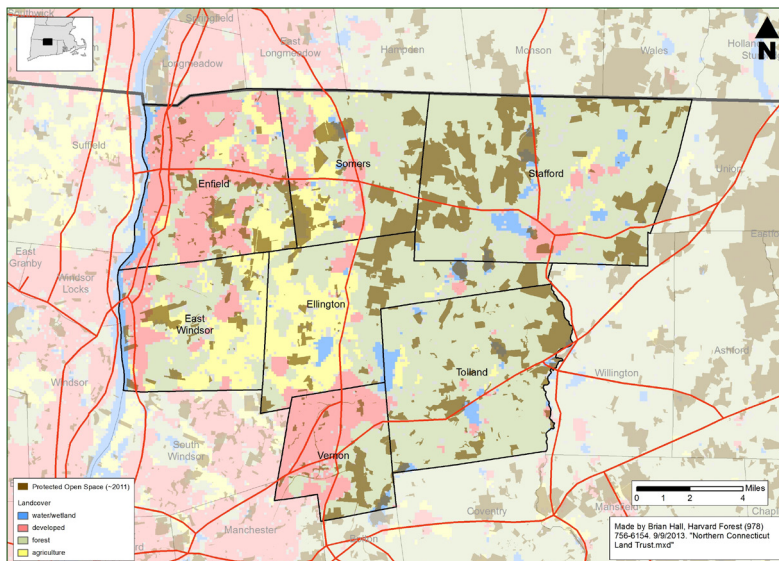 Southwick
Springfield
Longmeadow
East
Longmeadow
Hampden
Monson
Wales
Holland
N
Suffield
Enfield
Somers
Stafford
Union
East
Granby
Windsor
Locks
East
Windsor
Ellington
Tolland
Willington
Ashford
Windsor
South
Windsor
Vernon
Manchester
Bolton
Coventry
Mansfield
Chap
Protected Open Space (~2011)
Landcover
water/wetland
developed
forest
agriculture
Miles
0 1 2 4
Made by Brian Hall, Harvard Forest (978)
756-6154. 9/9/2013. "Northern Connecticut
Land Trust.mxd"